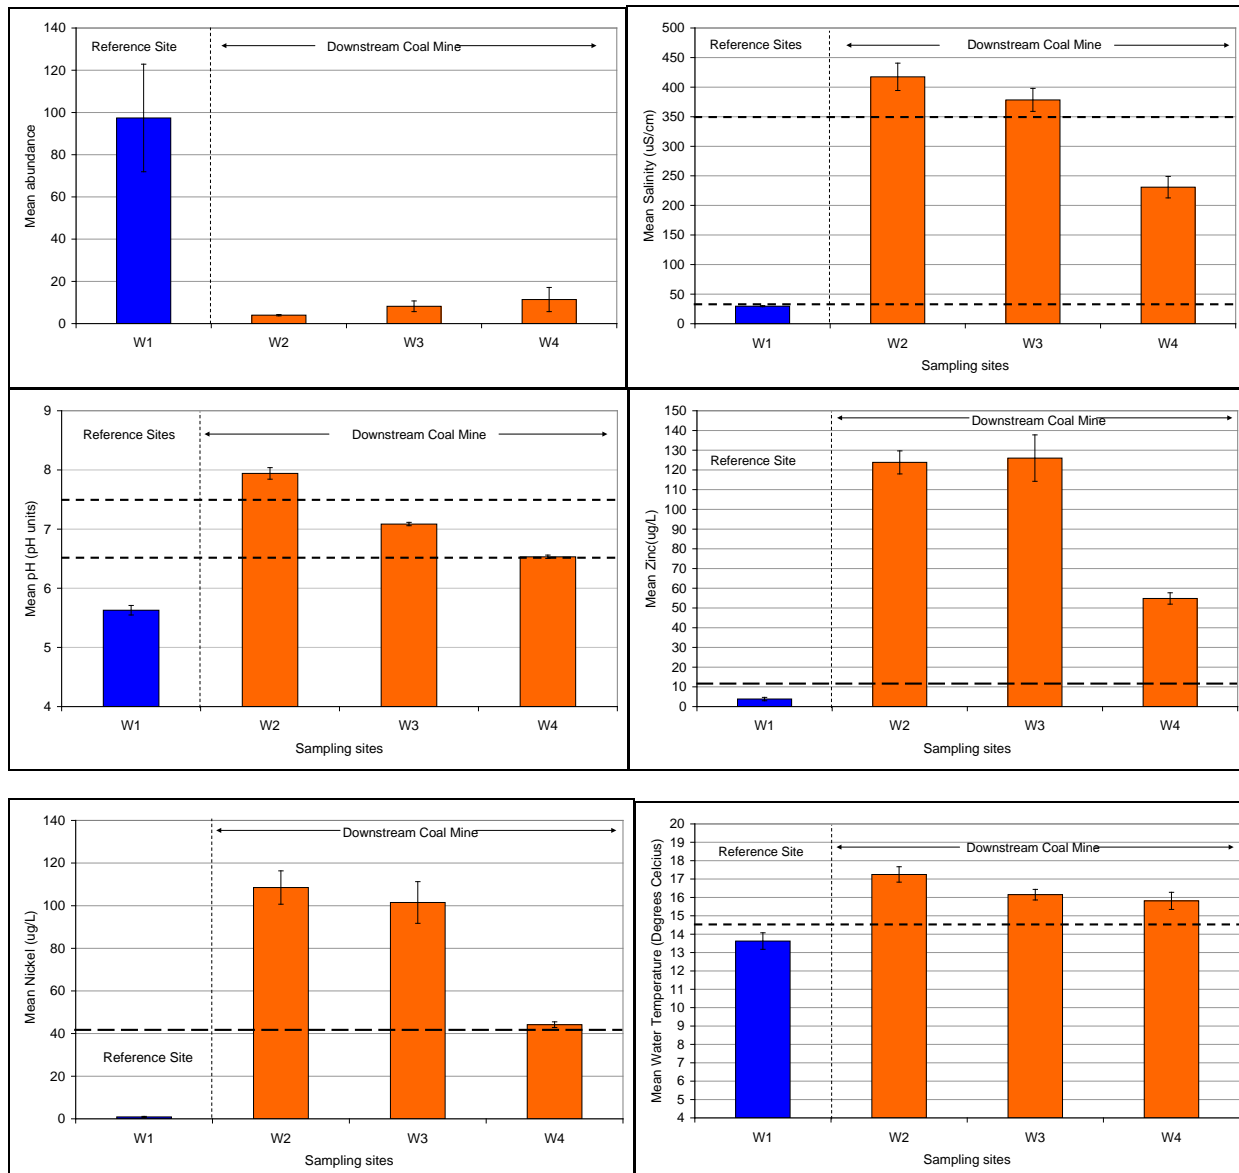 140
120
100
80
60
40
20
0
Mean abundance
Reference Site
Downstream Coal Mine
W1 W2 W3 W4
500
450
400
350
300
250
200
150
100
50
0
Mean Salinity (uS/cm)
Reference Sites
Downstream Coal Mine
W1 W2 W3 W4
Sampling sites
9
8
7
6
5
4
Mean pH (pH units)
Reference Sites
Downstream Coal Mine
W1 W2 W3 W4
Sampling sites
150
140
130
120
110
100
90
80
70
60
50
40
30
20
10
0
Mean Zinc(ug/L)
Downstream Coal Mine
Reference Site
W1 W2 W3 W4
Sampling sites
140
120
100
80
60
40
20
0
Mean Nickel (ug/L)
Downstream Coal Mine
Reference Site
W1 W2 W3 W4
Sampling sites
20
19
18
17
16
15
14
13
12
11
10
9
8
7
6
5
4
Mean Water Temperature (Degrees Celcius)
Reference Site
Downstream Coal Mine
W1 W2 W3 W4
Sampling sites